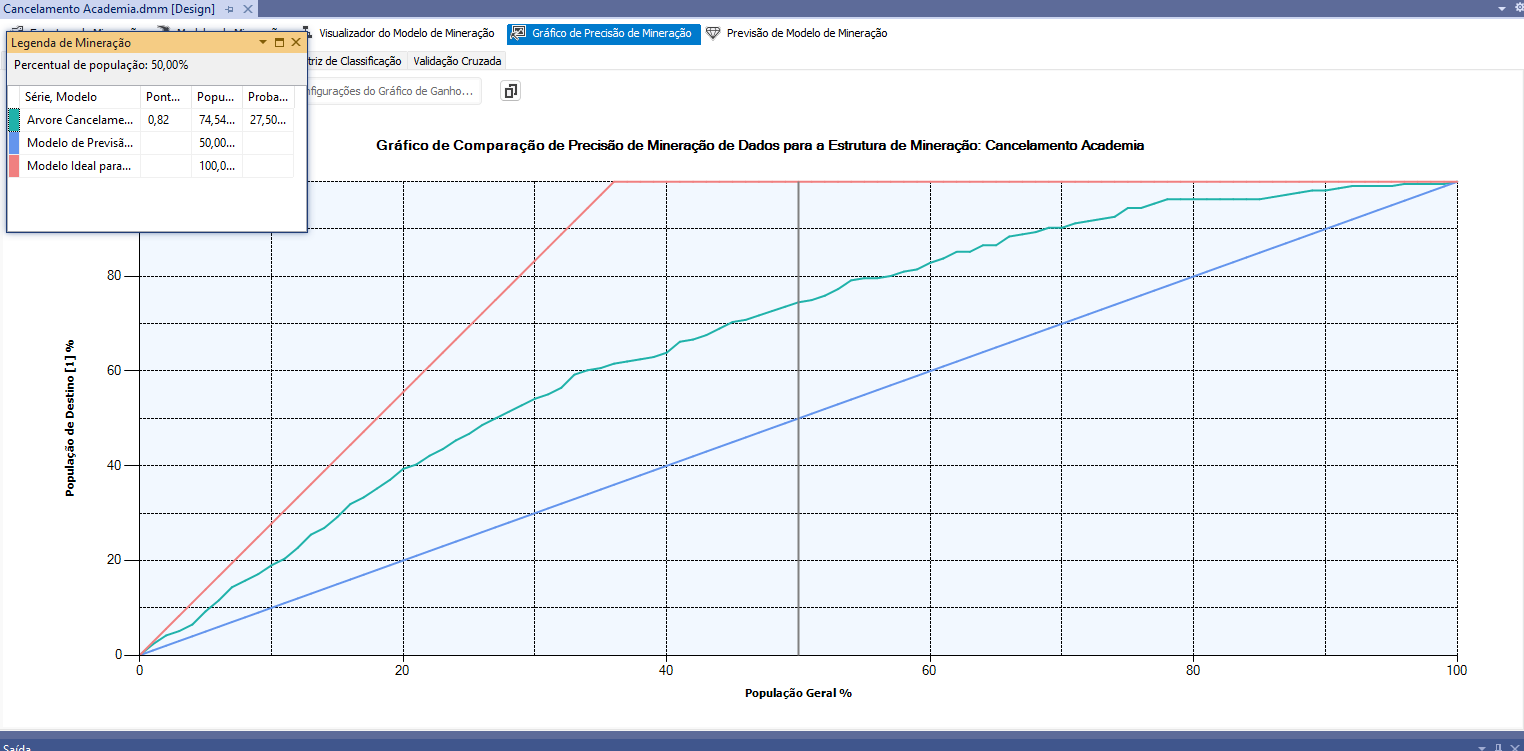 Cancelamento Academia.dmm [Design]
Visualizador do Modelo de Mineração
Gráfico de Precisão de Mineração
Previsão de Modelo de Mineração
Legenda de Mineração
Percentual de população: 50,00%
Série, Modelo Pont... Popu... Proba...
Arvore Cancelame... 0,82 74,54... 27,50...
Modelo de Previsã... 50,00...
Modelo Ideal para... 100,0...
triz de Classificação
Validação Cruzada
nfigurações do Gráfico de Ganho...
Gráfico de Comparação de Precisão de Mineração de Dados para a Estrutura de Mineração: Cancelamento Academia
80
60
40
20
0
População de Destino [1] %
0 20 40 60 80 100
População Geral %
Saída